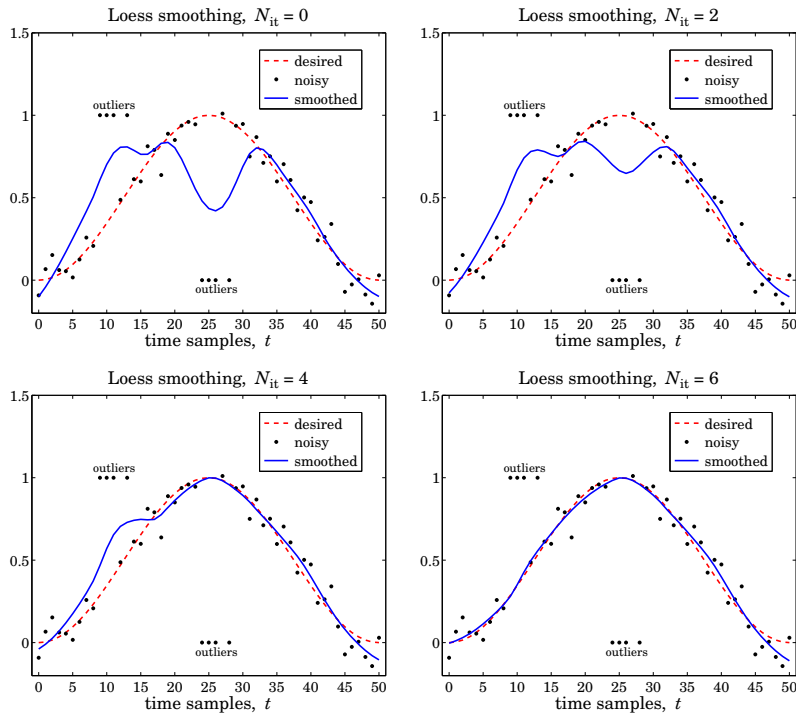 Loess smoothing, N_it = 0
1.5
1
0.5
0
0 5 10 15 20 25 30 35 40 45 50
time samples, t
desired
noisy
smoothed
outliers
outliers
Loess smoothing, N_it = 2
1.5
1
0.5
0
0 5 10 15 20 25 30 35 40 45 50
time samples, t
desired
noisy
smoothed
outliers
outliers
Loess smoothing, N_it = 4
1.5
1
0.5
0
0 5 10 15 20 25 30 35 40 45 50
time samples, t
desired
noisy
smoothed
outliers
outliers
Loess smoothing, N_it = 6
1.5
1
0.5
0
0 5 10 15 20 25 30 35 40 45 50
time samples, t
desired
noisy
smoothed
outliers
outliers